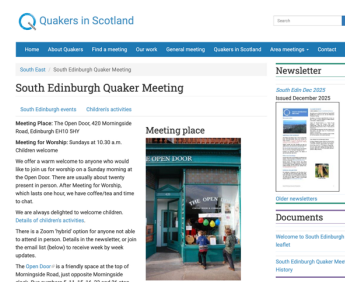 Quakers in Scotland
Search
Home About Quakers Find a meeting Our work General meeting Quakers in Scotland Area meetings Contact
South East / South Edinburgh Quaker Meeting
South Edinburgh Quaker Meeting
South Edinburgh events Children's activities
Meeting Place: The Open Door, 420 Morningside
Road, Edinburgh EH10 5HY
Meeting for Worship: Sundays at 10.30 a.m.
Children welcome
We offer a warm welcome to anyone who would
like to join us for worship on a Sunday morning at
the Open Door. There are usually about twenty
present in person. After Meeting for Worship,
which lasts one hour, we have coffee/tea and time
to chat.
We are always delighted to welcome children.
Details of children's activities.
There is a Zoom 'hybrid' option for anyone not able
to attend in person. Details in the newsletter, or join
the email list (below) to receive week by week
updates.
The Open Door is a friendly space at the top of
Morningside Road, just opposite Morningside
Meeting place
E OPEN DOOR
THE OPEN
Newsletter
South Edin Dec 2025
Issued December 2025
Older newsletters
Documents
Welcome to South Edinburgh
leaflet
South Edinburgh Quaker Mee
History